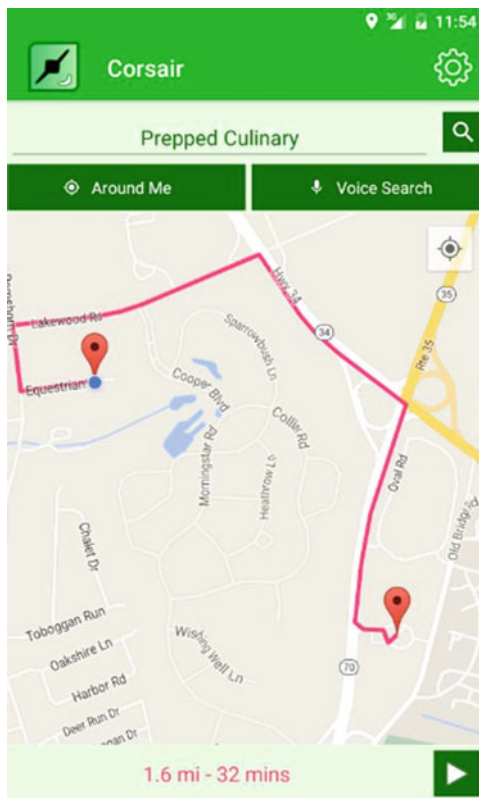 3G 11:54
Corsair
Prepped Culinary
Around Me
Voice Search
Hwy 34
35
Lakewood Rd
34
Rte 35
Sparrowbush Ln
Equestrian
Cooper Blvd
Collier Rd
Morningstar Rd
Heathrow Ln
Oval Rd
Old Bridge
Chalet Dr
Toboggan Run
Wishing Well Ln
Oakshire Ln
70
Harbor Rd
Deer Run Dr
1.6 mi - 32 mins